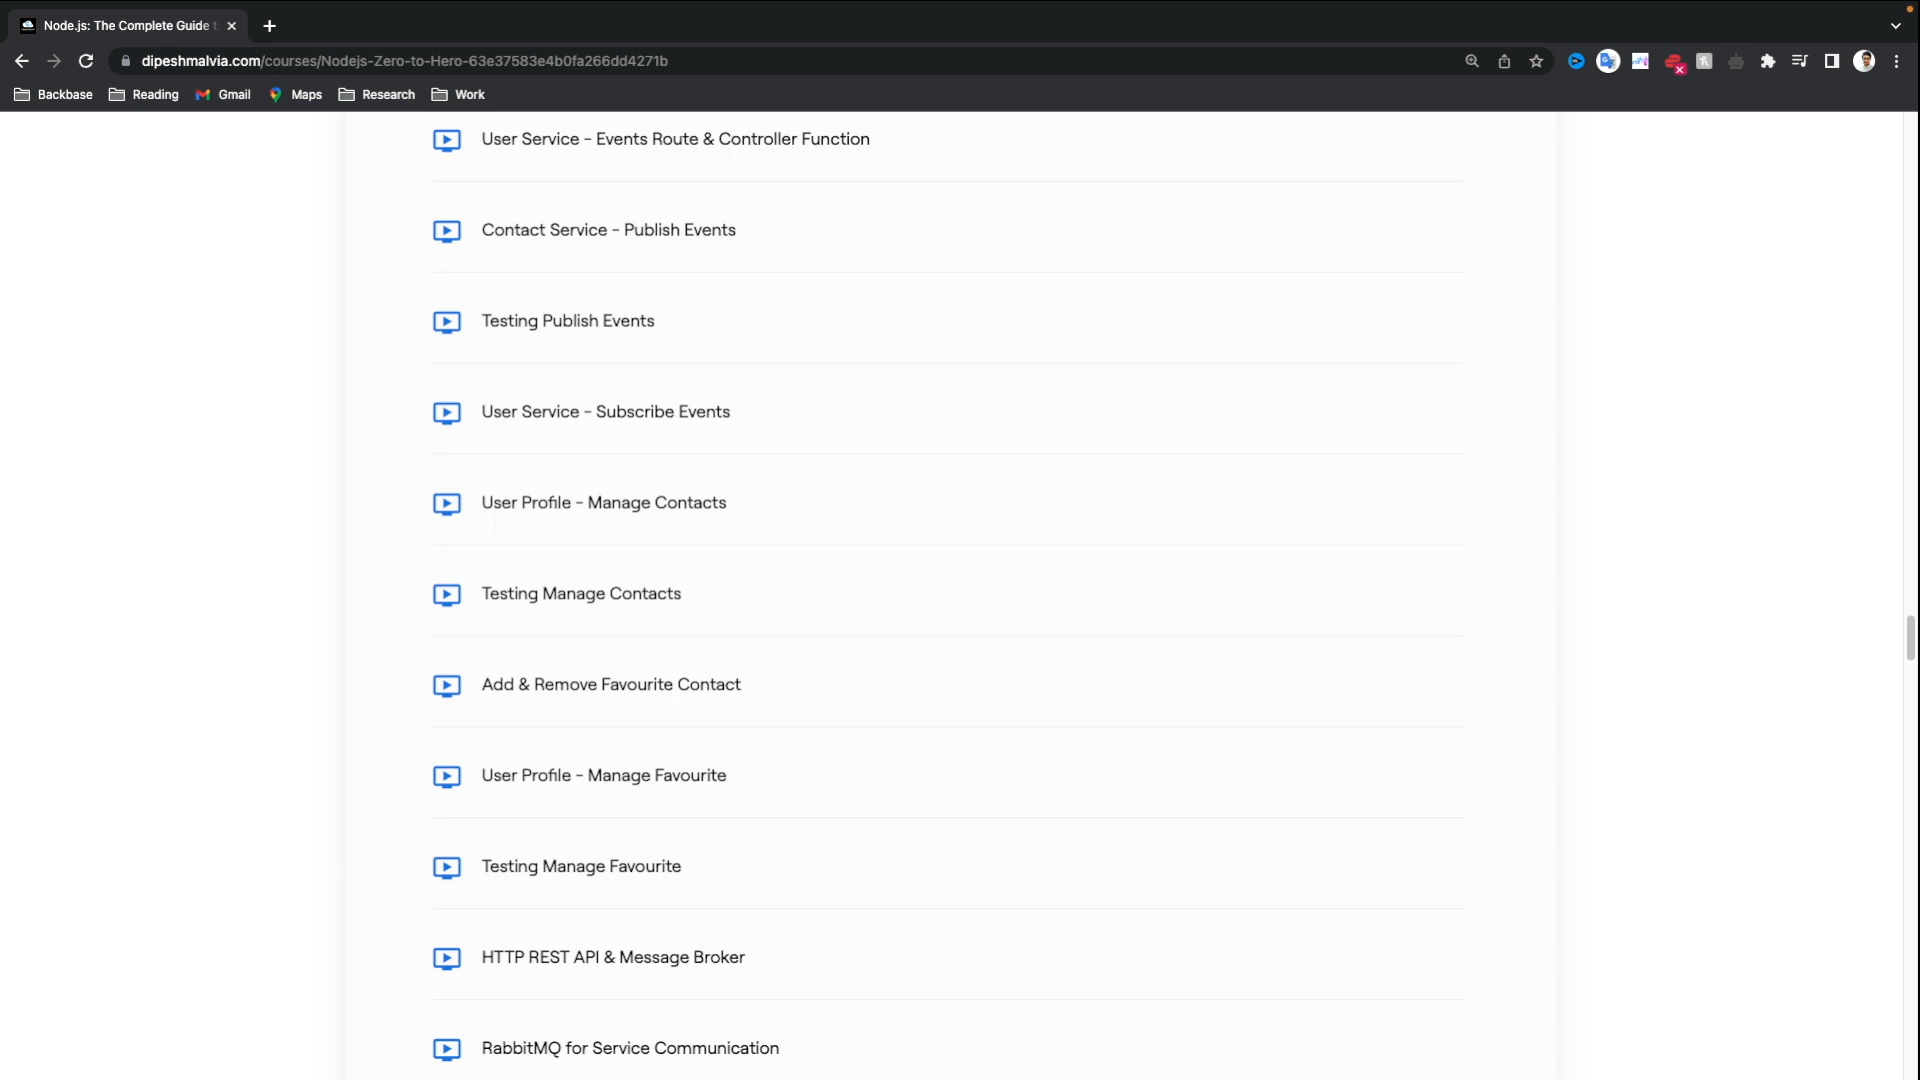 Node.js: The Complete Guide t
dipeshmalvia.com/courses/Nodejs-Zero-to-Hero-63e37583e4b0fa266dd4271b
Backbase
Reading
Gmail
Maps
Research
Work
User Service - Events Route & Controller Function
Contact Service - Publish Events
Testing Publish Events
User Service - Subscribe Events
User Profile - Manage Contacts
Testing Manage Contacts
Add & Remove Favourite Contact
User Profile - Manage Favourite
Testing Manage Favourite
HTTP REST API & Message Broker
RabbitMQ for Service Communication